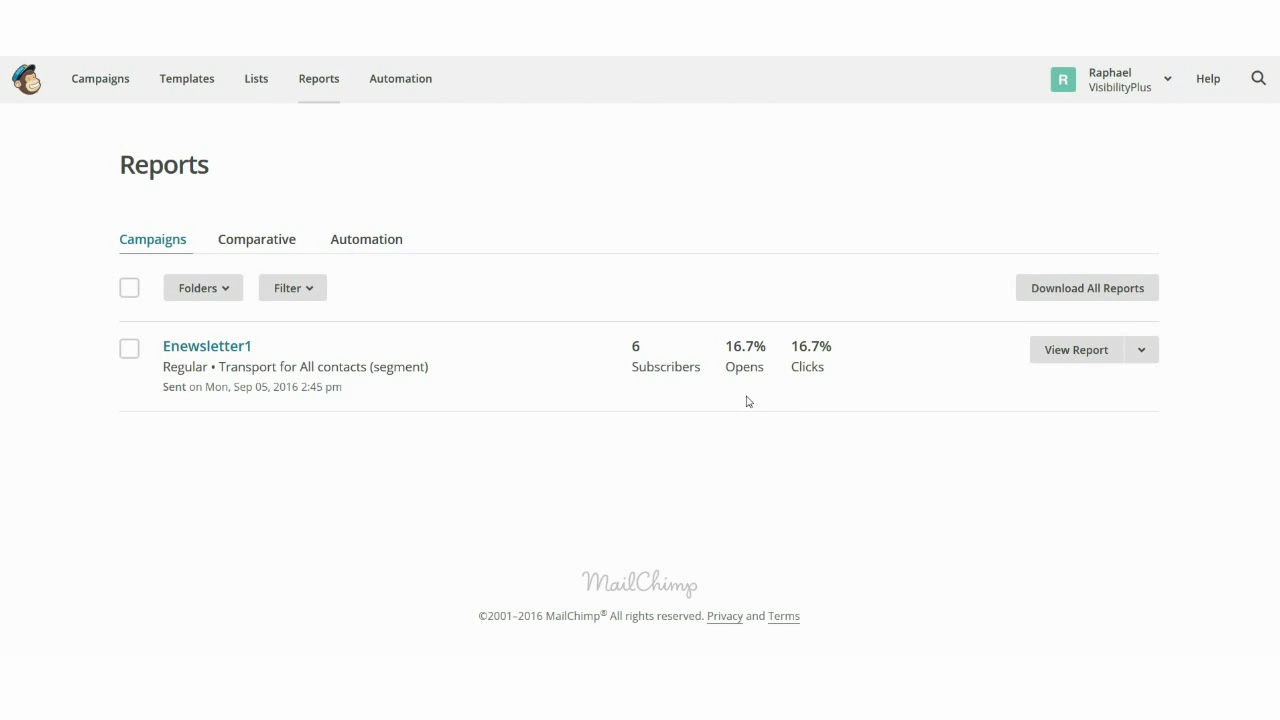 Campaigns Templates Lists Reports Automation
R Raphael Help
VisibilityPlus
Reports
Campaigns Comparative Automation
Folders Filter Download All Reports
Enewsletter1 6 16.7% 16.7% View Report
Regular • Transport for All contacts (segment) Subscribers Opens Clicks
Sent on Mon, Sep 05, 2016 2:45 pm
MailChimp
©2001–2016 MailChimp® All rights reserved. Privacy and Terms